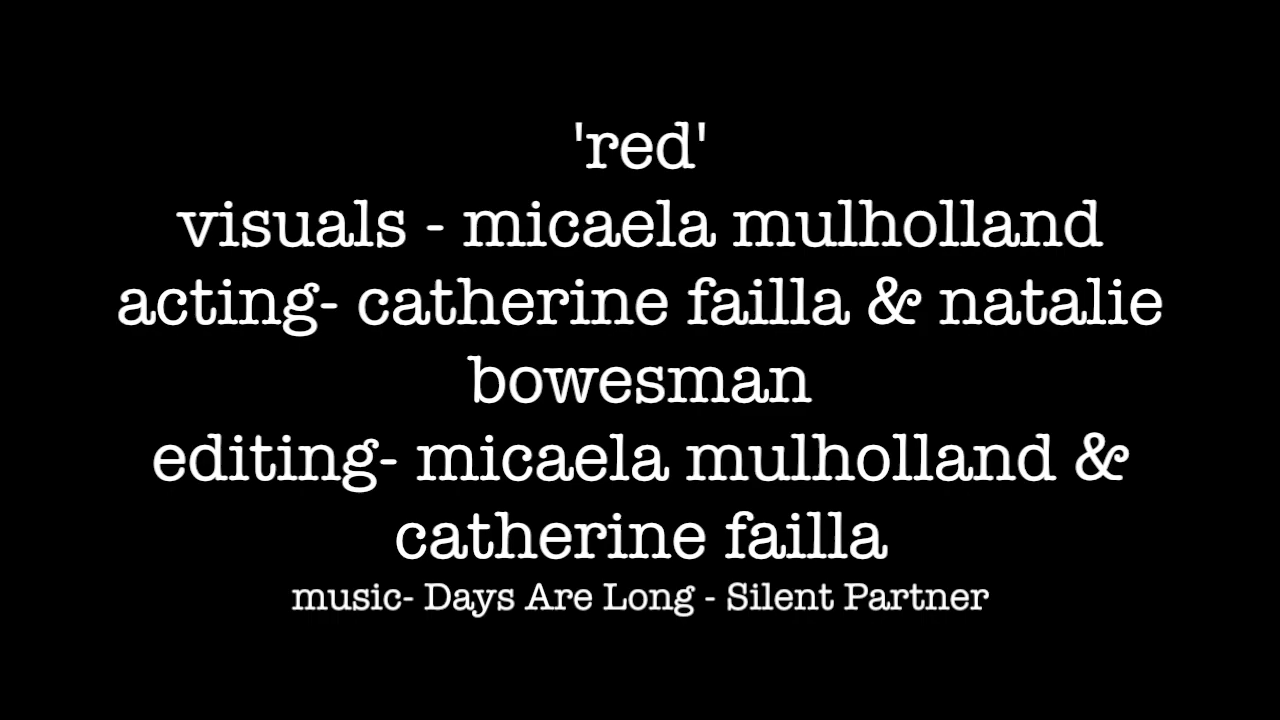 'red'
visuals - micaela mulholland
acting- catherine failla & natalie
bowesman
editing- micaela mulholland &
catherine failla
music- Days Are Long - Silent Partner